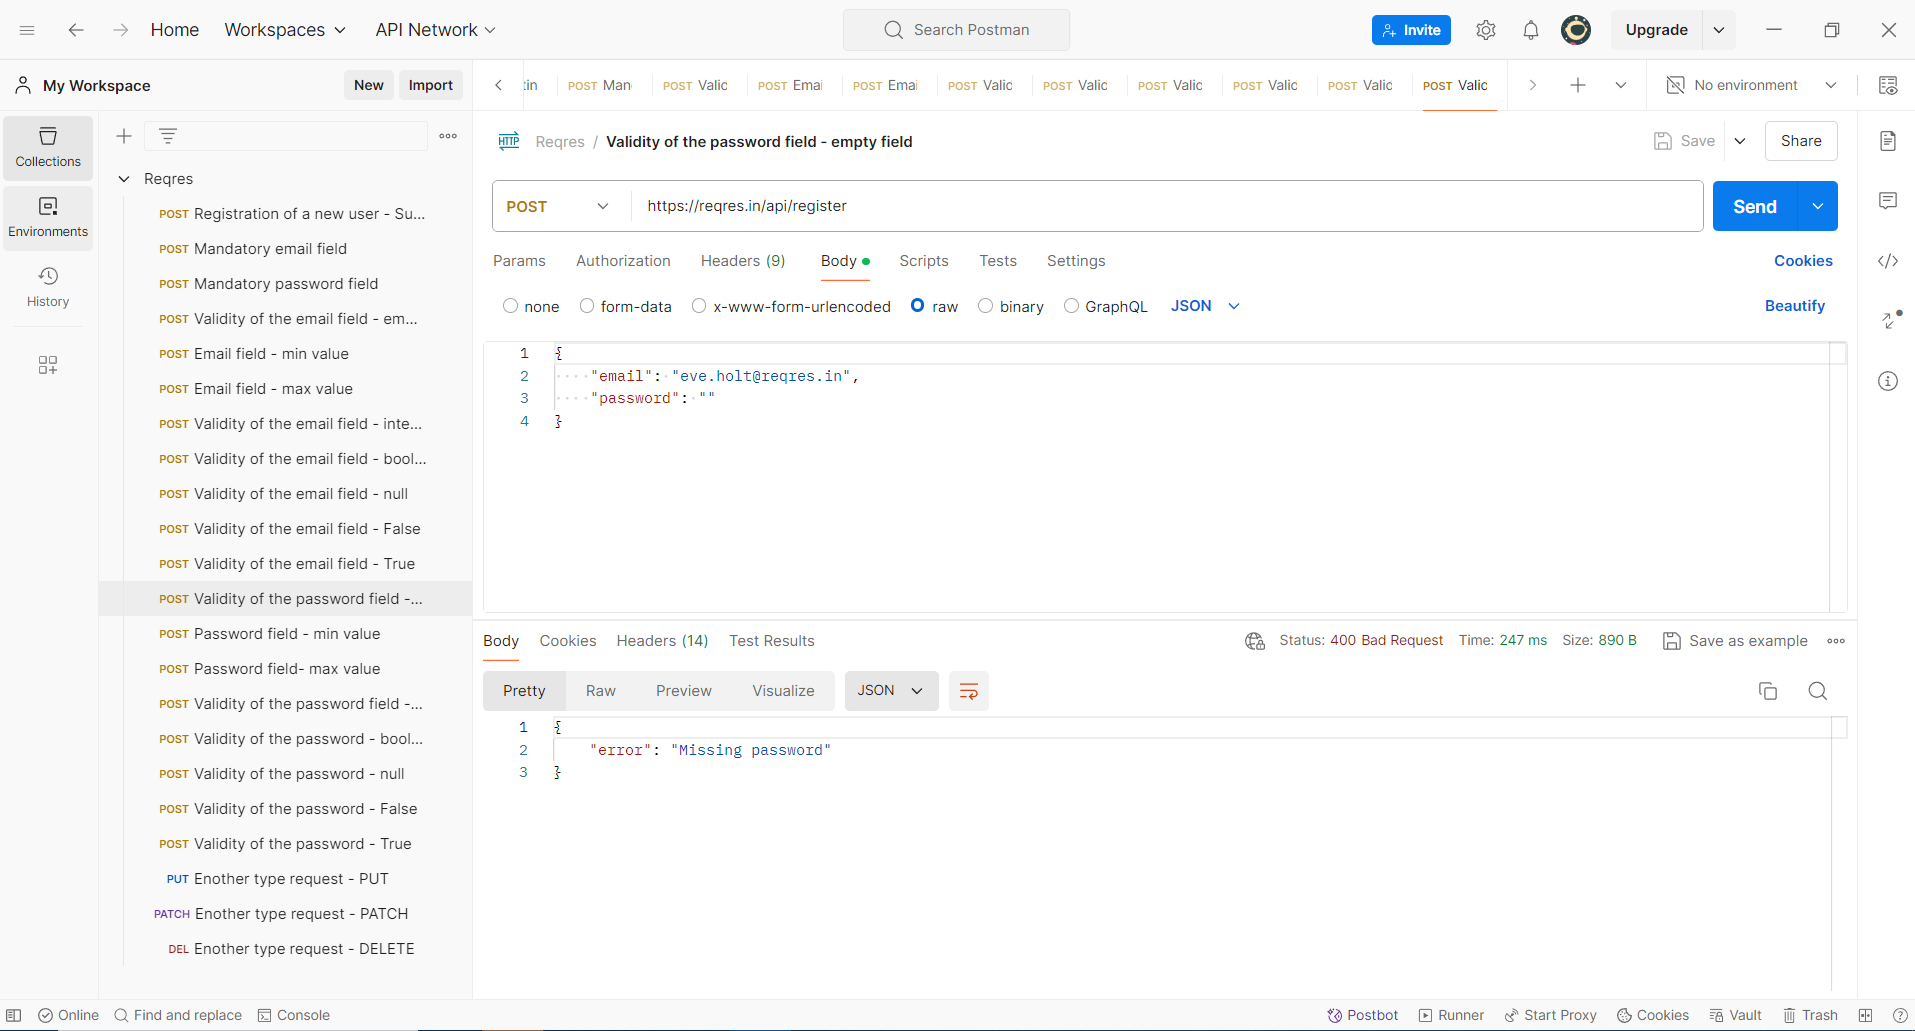 Home
Workspaces
API Network
Search Postman
Invite
Upgrade
My Workspace
New
Import
tin
POST Man
POST Valid
POST Emai
POST Emai
POST Valid
POST Valid
POST Valid
POST Valid
POST Valid
POST Valid
No environment
Collections
Environments
History
Reqres
POST Registration of a new user - Su...
POST Mandatory email field
POST Mandatory password field
POST Validity of the email field - em...
POST Email field - min value
POST Email field - max value
POST Validity of the email field - inte...
POST Validity of the email field - bool...
POST Validity of the email field - null
POST Validity of the email field - False
POST Validity of the email field - True
POST Validity of the password field -...
POST Password field - min value
POST Password field- max value
POST Validity of the password field -...
POST Validity of the password - bool...
POST Validity of the password - null
POST Validity of the password - False
POST Validity of the password - True
PUT Enother type request - PUT
PATCH Enother type request - PATCH
DEL Enother type request - DELETE
HTTP Reqres / Validity of the password field - empty field
Save
Share
POST
https://reqres.in/api/register
Send
Params
Authorization
Headers (9)
Body
Scripts
Tests
Settings
Cookies
none
form-data
x-www-form-urlencoded
raw
binary
GraphQL
JSON
Beautify
1 {
2 "email": "eve.holt@reqres.in",
3 "password": ""
4 }
Body
Cookies
Headers (14)
Test Results
Status: 400 Bad Request
Time: 247 ms
Size: 890 B
Save as example
Pretty
Raw
Preview
Visualize
JSON
1 {
2 "error": "Missing password"
3 }
Online
Find and replace
Console
Postbot
Runner
Start Proxy
Cookies
Vault
Trash